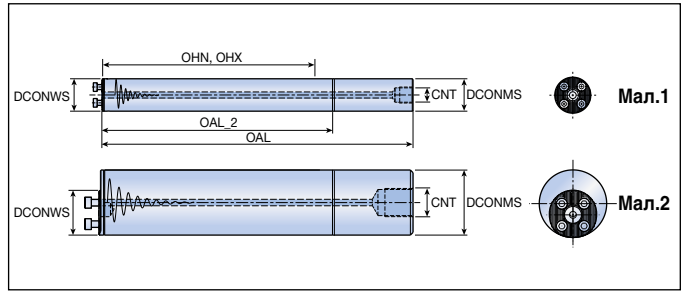 OHN, OHX
DCONWS
CNT
DCONMS
Мал.1
OAL_2
OAL
DCONWS
CNT
DCONMS
Мал.2